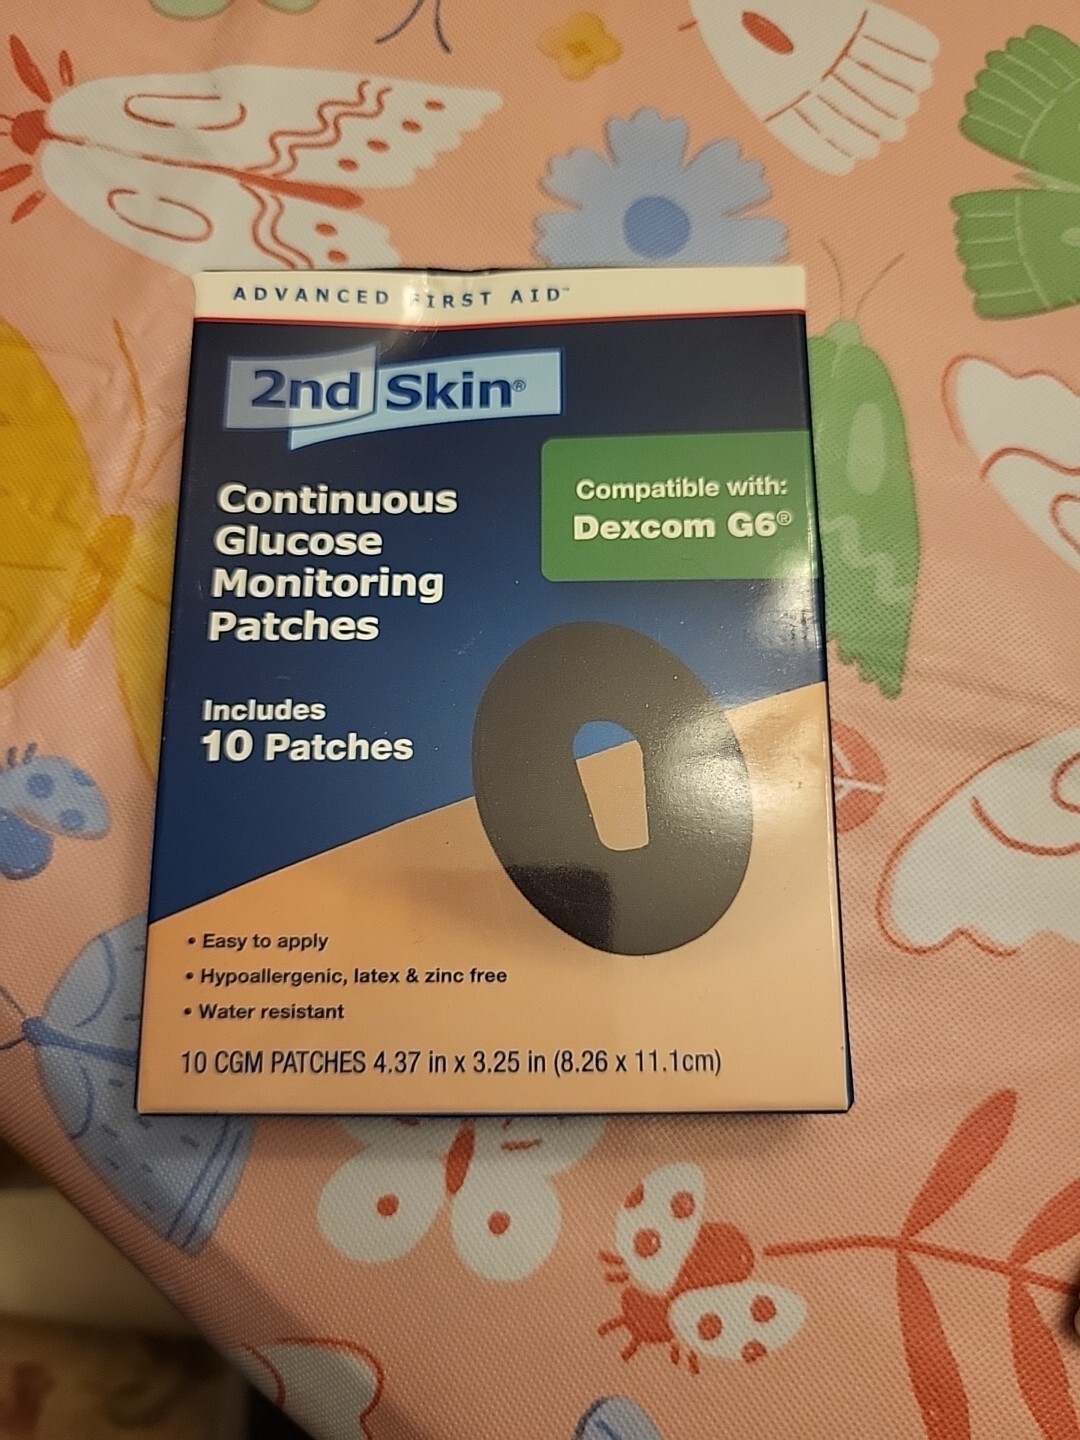 ADVANCED FIRST AID™
2nd Skin®
Compatible with:
Dexcom G6®
Continuous
Glucose
Monitoring
Patches
Includes
10 Patches
• Easy to apply
• Hypoallergenic, latex & zinc free
• Water resistant
10 CGM PATCHES 4.37 in x 3.25 in (8.26 x 11.1cm)